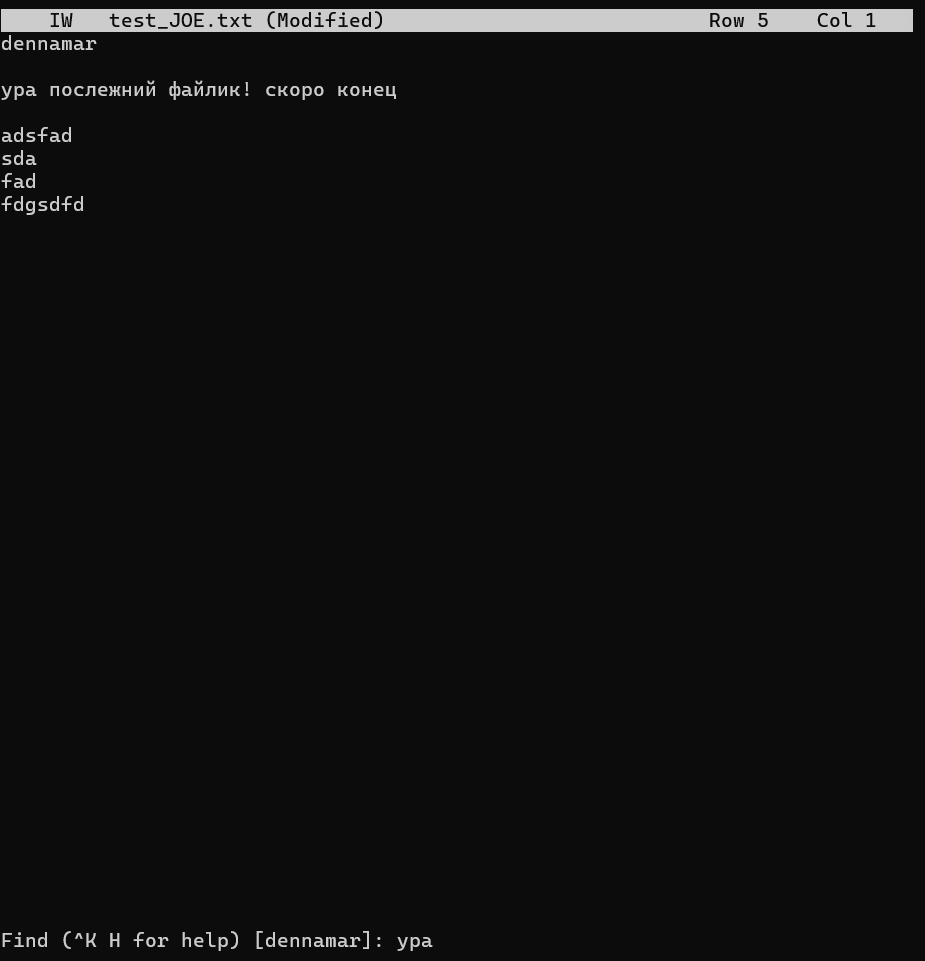 IW test_JOE.txt (Modified) Row 5 Col 1
dennamar
ура послежний файлик! скоро конец
adsfad
sda
fad
fdgsdfd
Find (^K H for help) [dennamar]: ура